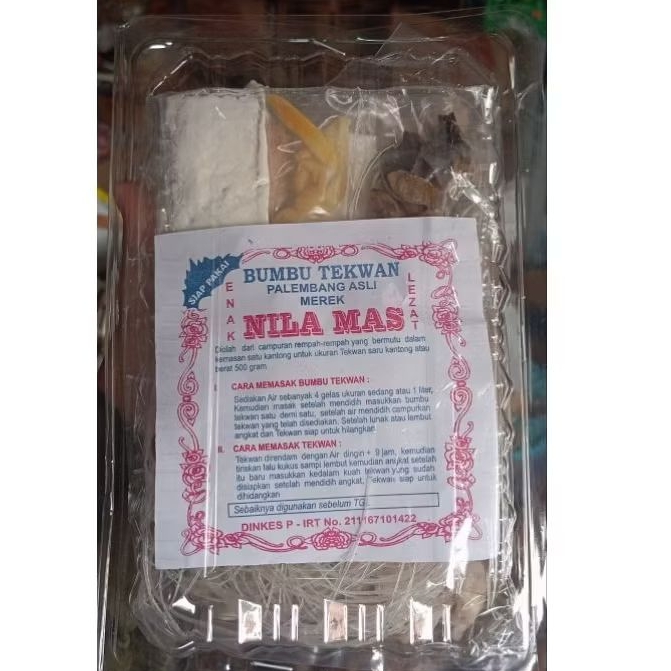 SIAP PAKAI
ENAK
BUMBU TEKWAN
LEZAT
PALEMBANG ASLI
MEREK
NILA MAS
Diolah dari campuran rempah-rempah yang bermutu dalam
kemasan satu kantong untuk ukuran Tekwan saru kantong atau
berat 500 gram
I. CARA MEMASAK BUMBU TEKWAN :
Sediakan Air sebanyak 4 gelas ukuran sedang atau 1 liter,
Kemudian masak setelah mendidih masukkan bumbu
tekwan satu demi satu, setelah air mendidih campurkan
tekwan yang telah disediakan. Setelah lunak atau lembut
angkat dan Tekwan siap untuk hilangkan
II. CARA MEMASAK TEKWAN :
Tekwan direndam dengan Air dingin + 9 jam, kemudian
tiriskan lalu kukus sampi lembut kemudian angkat setelah
itu baru masukkan kedalam kuah tekwan yung sudah
disiapkan setelah mendidih angkat, Tekwan siap untuk
dihidangkan
Sebaiknya digunakan sebelum TGL
DINKES P - IRT No. 211167101422